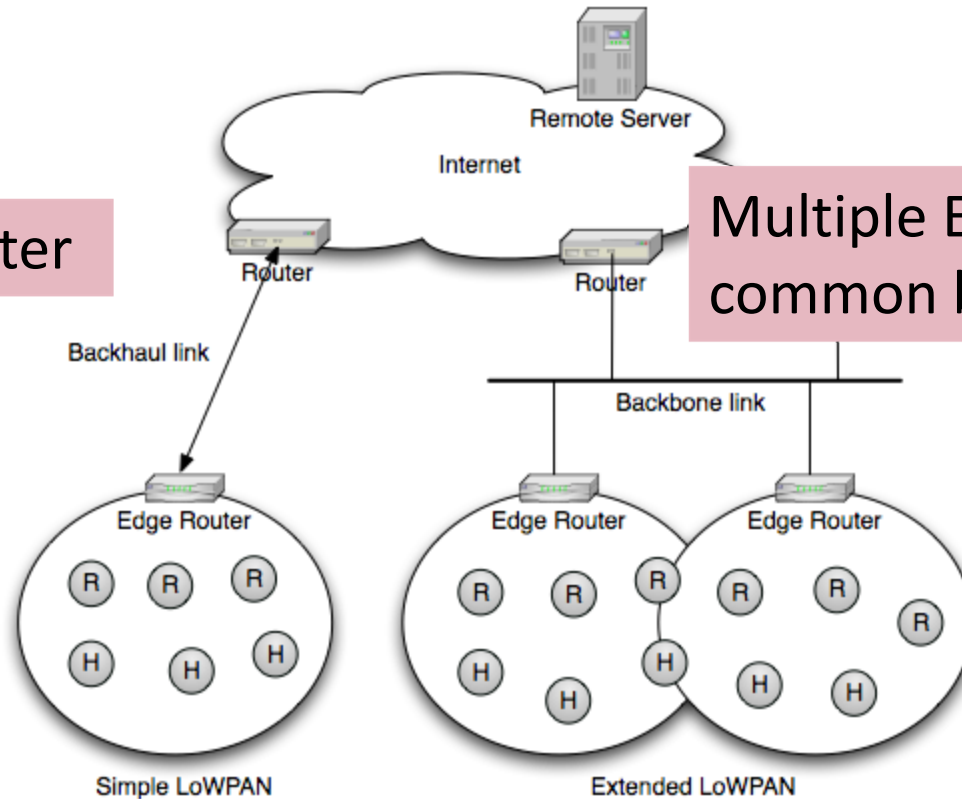 Remote Server
Internet
ter
Multiple
common
Router
Router
Backhaul link
Backbone link
Edge Router
Edge Router
Edge Router
R
R
R
R
R
R
R
R
R
H
H
H
H
H
H
H
H
Simple LoWPAN
Extended LoWPAN